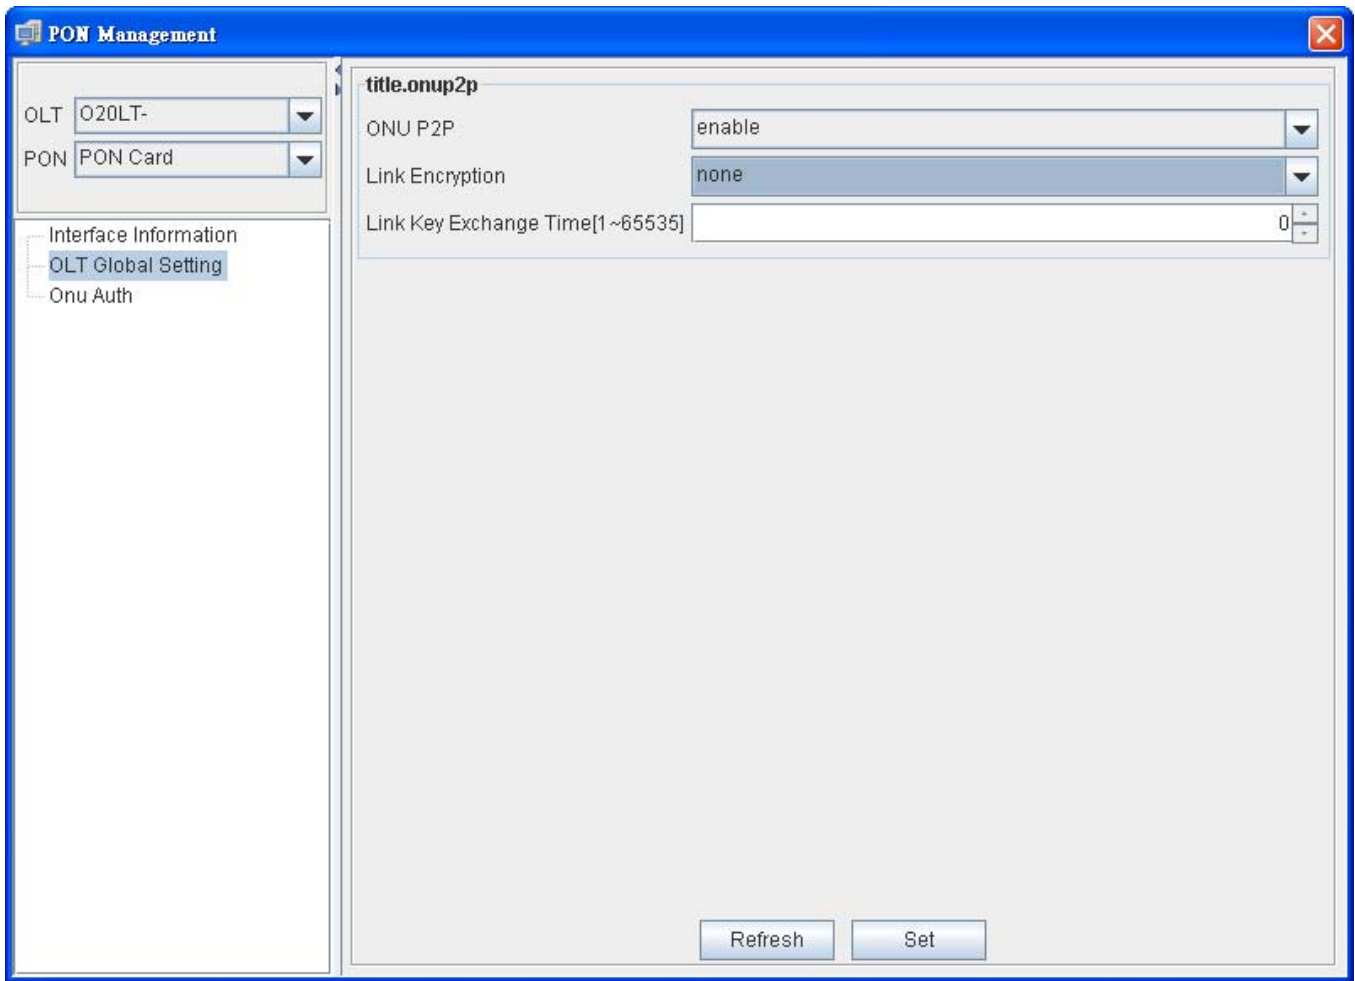 PON Management
OLT O20LT-
PON PON Card
Interface Information
OLT Global Setting
Onu Auth
title.onup2p
ONU P2P enable
Link Encryption none
Link Key Exchange Time[1~65535] 0
Refresh Set